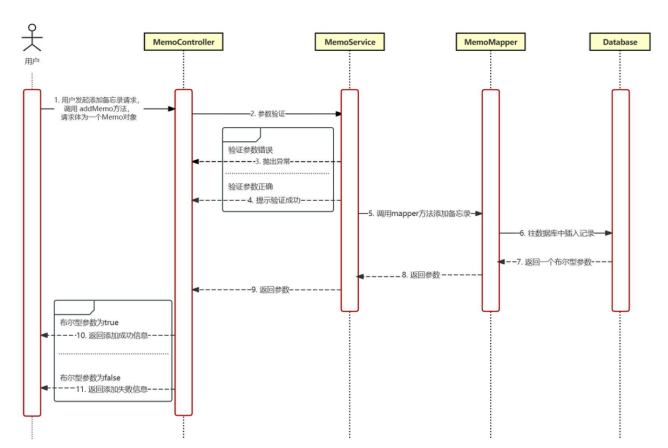 MemoController
MemoService
MemoMapper
Database
用户
1. 用户发起添加备忘录请求,
调用 addMemo方法,
请求体为一个Memo对象
2. 参数验证
验证参数错误
3. 抛出异常
验证参数正确
4. 提示验证成功
5. 调用mapper方法添加备忘录
6. 往数据库中插入记录
7. 返回一个布尔型参数
8. 返回参数
9. 返回参数
布尔型参数为true
10. 返回添加成功信息
布尔型参数为false
11. 返回添加失败信息